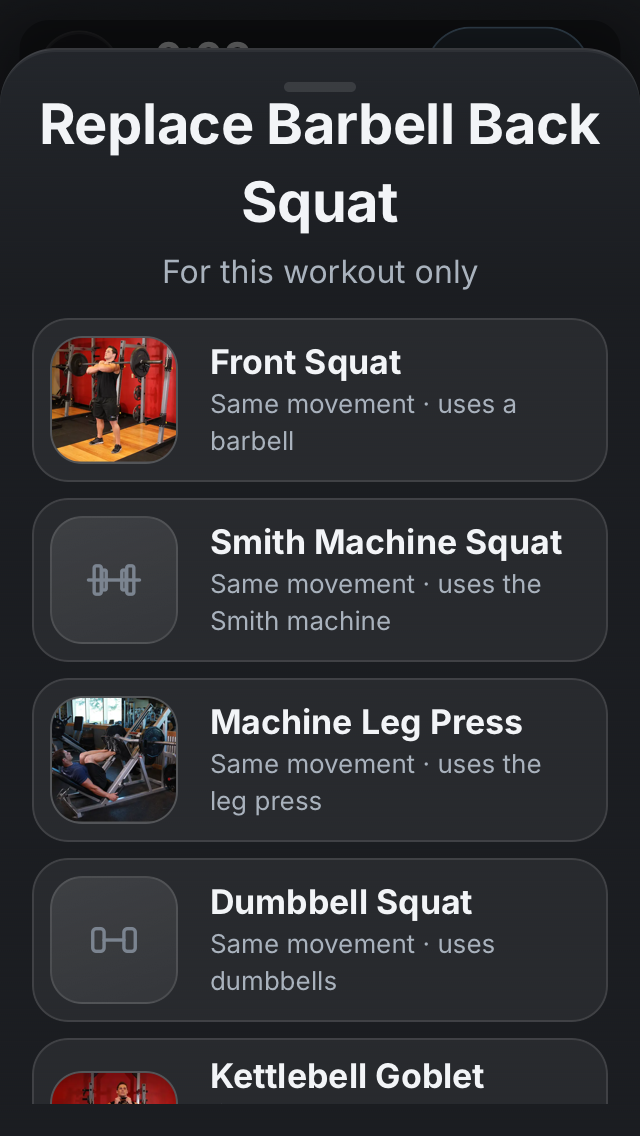 Replace Barbell Back
Squat
For this workout only
Front Squat
Same movement · uses a
barbell
Smith Machine Squat
Same movement · uses the
Smith machine
Machine Leg Press
Same movement · uses the
leg press
Dumbbell Squat
Same movement · uses
dumbbells
Kettlebell Goblet